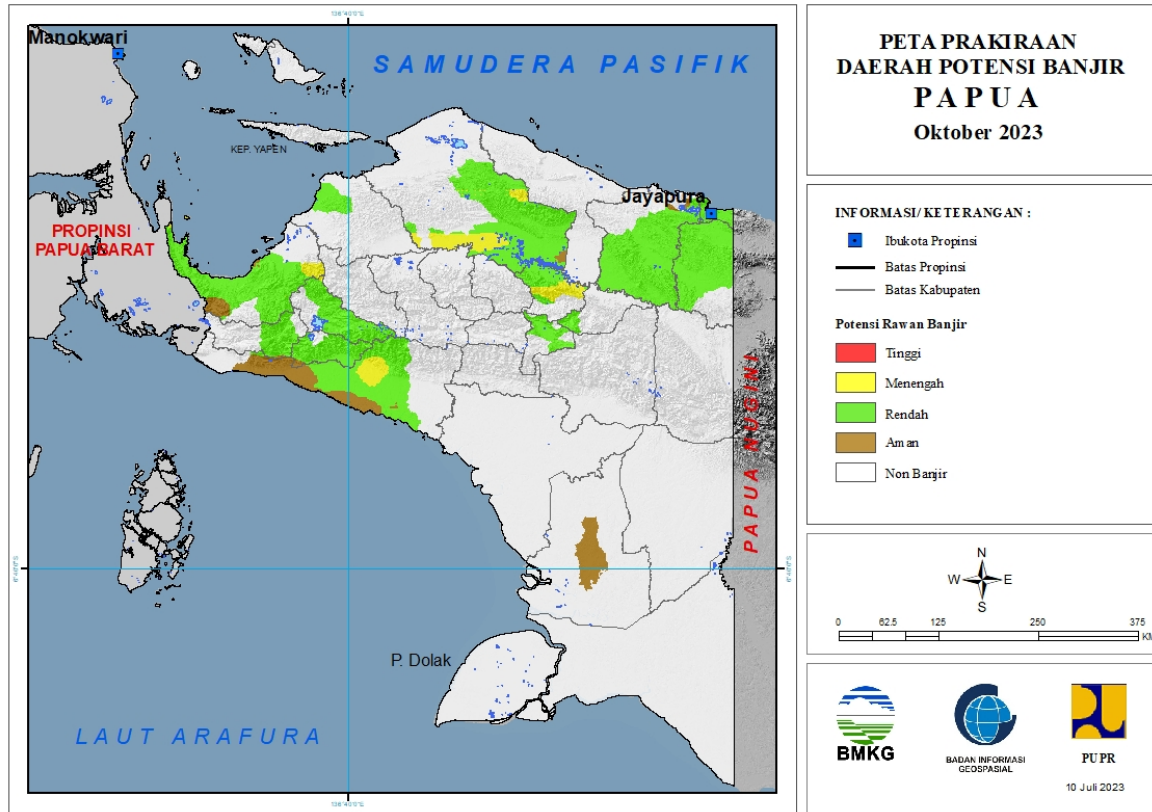 Manokwari
SAMUDERA PASIFIK
KEP. YAPEN
Jayapura
PROPINSI
PAPUA BARAT
PAPUA NUGINI
P. Dolak
LAUT ARAFURA
PETA PRAKIRAAN
DAERAH POTENSI BANJIR
PAPUA
Oktober 2023
INFORMASI/ KETERANGAN :
Ibukota Propinsi
Batas Propinsi
Batas Kabupaten
Potensi Rawan Banjir
Tinggi
Menengah
Rendah
Aman
Non Banjir
N
W E
S
0 62.5 125 250 375
KM
BMKG
BADAN INFORMASI
GEOSPASIAL
PUPR
10 Juli 2023